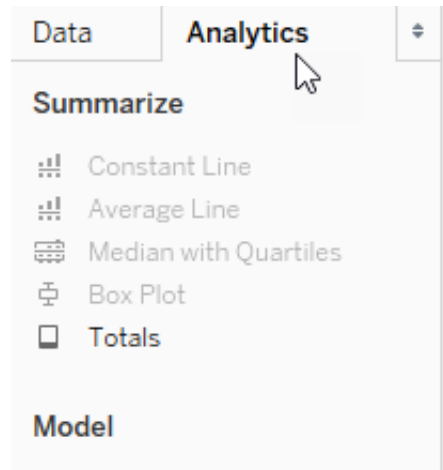 Data Analytics
Summarize
Constant Line
Average Line
Median with Quartiles
Box Plot
Totals
Model